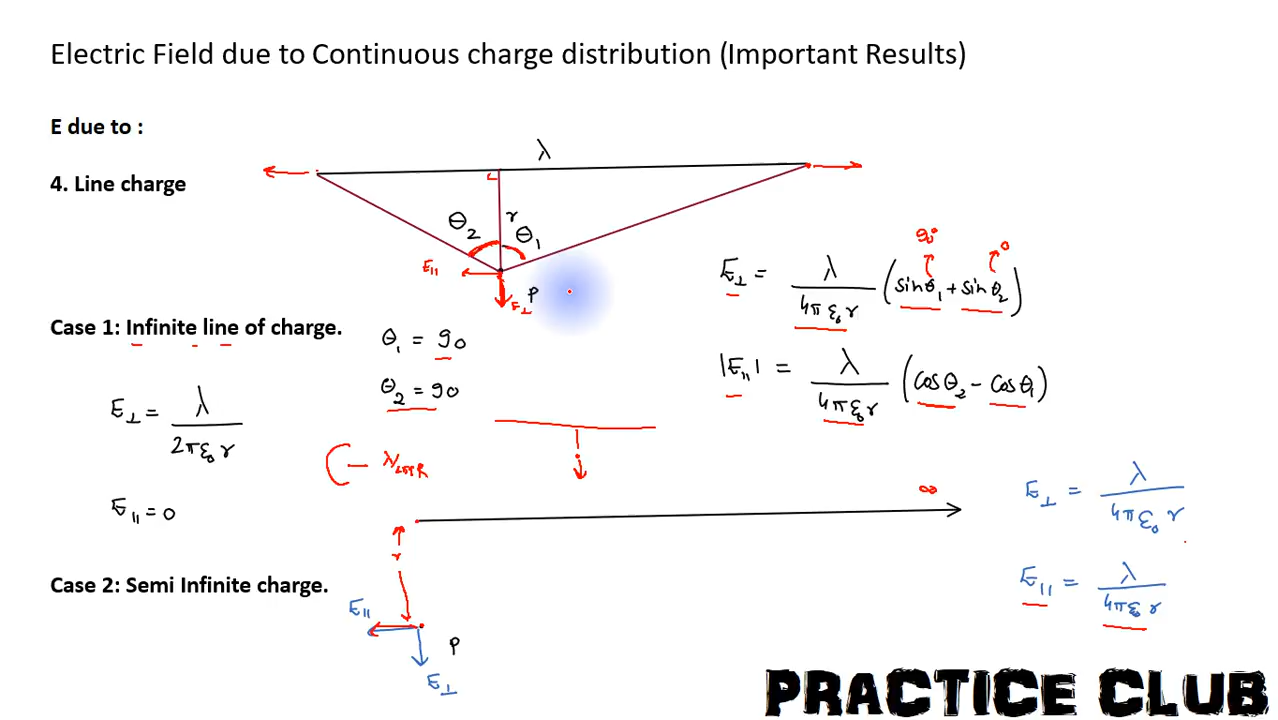 Electric Field due to Continuous charge distribution (Important Results)
E due to :
λ
4. Line charge
θ₂
r
θ₁
E||
E⊥
P
90°
0
E⊥ = λ / 4πε₀r (sinθ₁ + sinθ₂)
|E||| = λ / 4πε₀r (cosθ₂ - cosθ₁)
Case 1: Infinite line of charge.
θ₁ = 90
θ₂ = 90
E⊥ = λ / 2πε₀r
E|| = 0
∞
r
E⊥ = λ / 4πε₀r
Case 2: Semi Infinite charge.
E|| = λ / 4πε₀r
E||
P
E⊥
PRACTICE CLUB